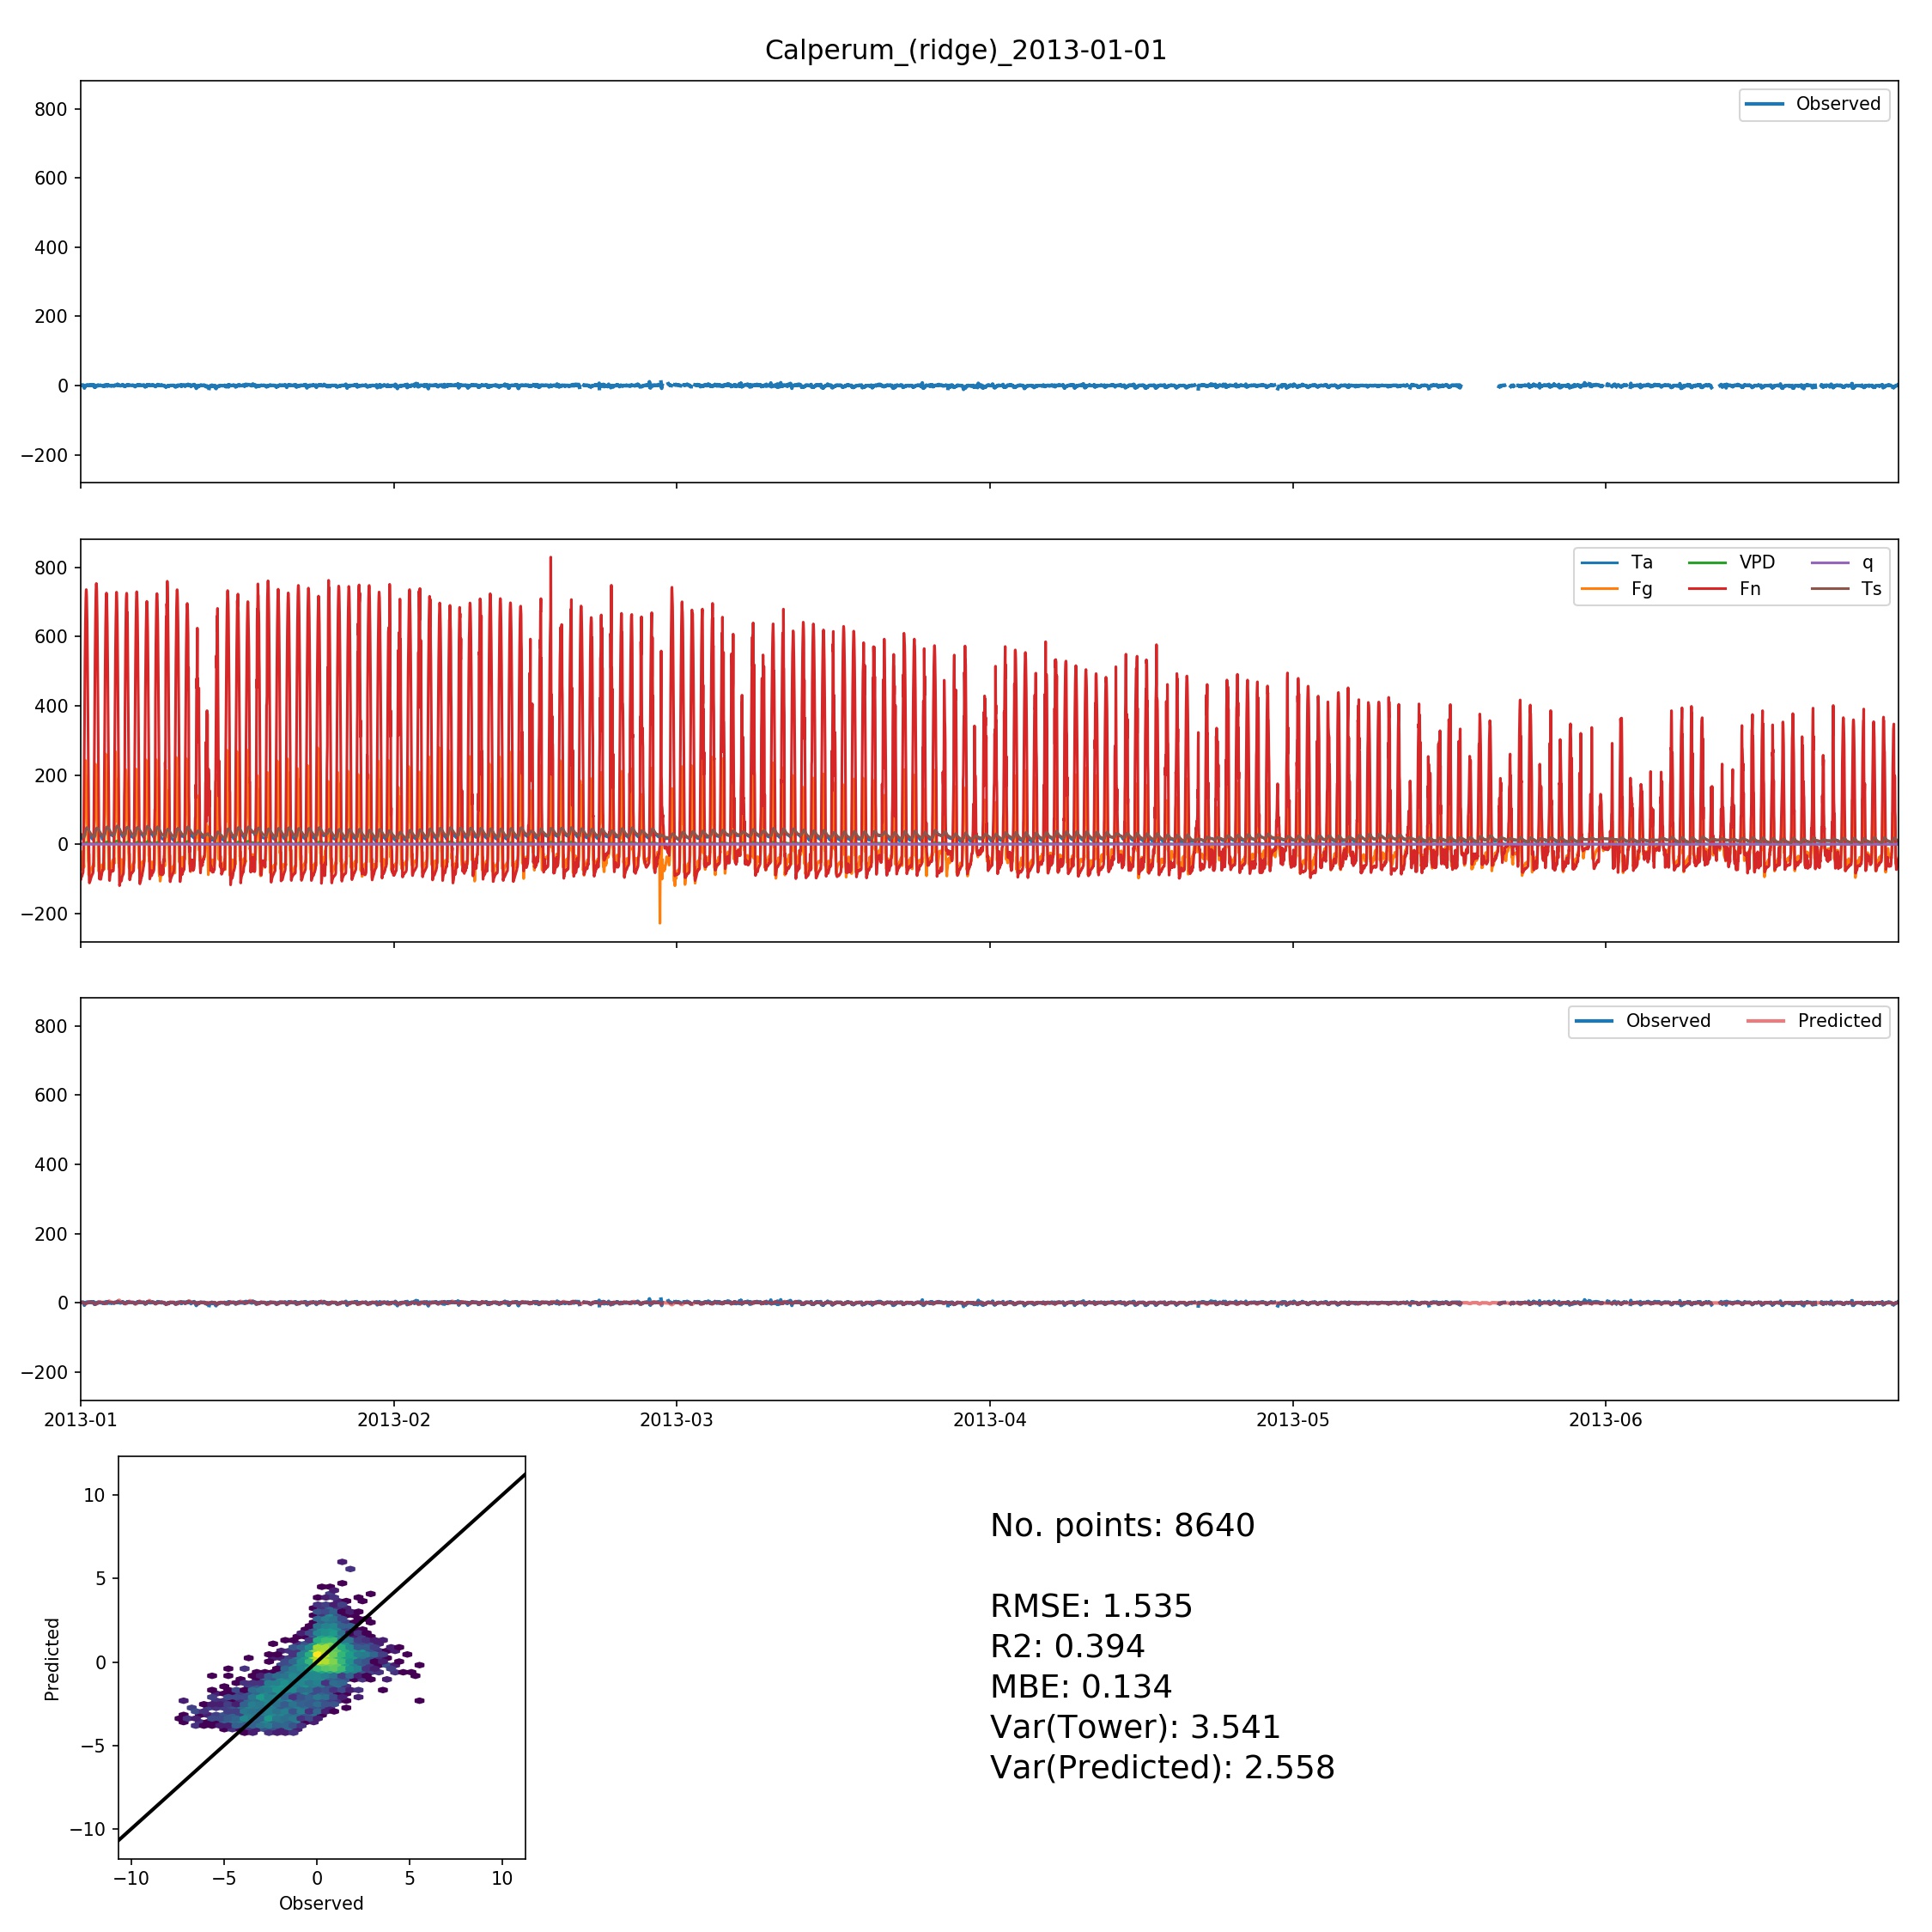 Calperum_(ridge)_2013-01-01
800
600
400
200
0
−200
Observed
800
600
400
200
0
−200
Ta VPD q
Fg Fn Ts
800
600
400
200
0
−200
Observed Predicted
2013-01 2013-02 2013-03 2013-04 2013-05 2013-06
10
5
0
−5
−10
Predicted
−10 −5 0 5 10
Observed
No. points: 8640
RMSE: 1.535
R2: 0.394
MBE: 0.134
Var(Tower): 3.541
Var(Predicted): 2.558